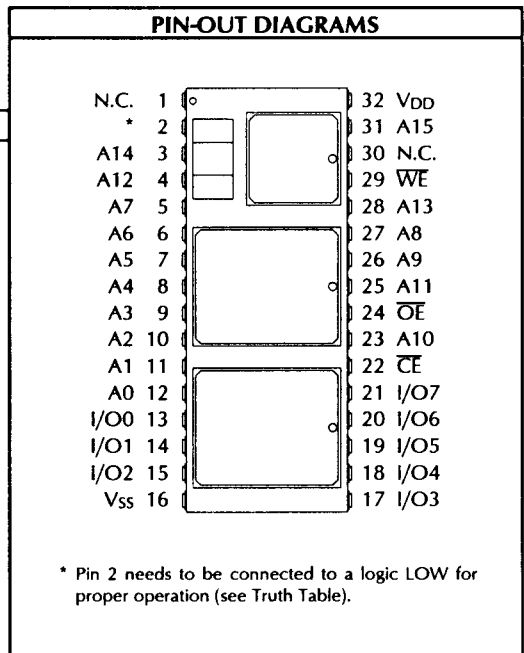 PIN-OUT DIAGRAMS
N.C. 1 32 VDD
* 2 31 A15
A14 3 30 N.C.
A12 4 29 W̅E̅
A7 5 28 A13
A6 6 27 A8
A5 7 26 A9
A4 8 25 A11
A3 9 24 O̅E̅
A2 10 23 A10
A1 11 22 C̅E̅
A0 12 21 I/O7
I/O0 13 20 I/O6
I/O1 14 19 I/O5
I/O2 15 18 I/O4
Vss 16 17 I/O3
* Pin 2 needs to be connected to a logic LOW for
proper operation (see Truth Table).